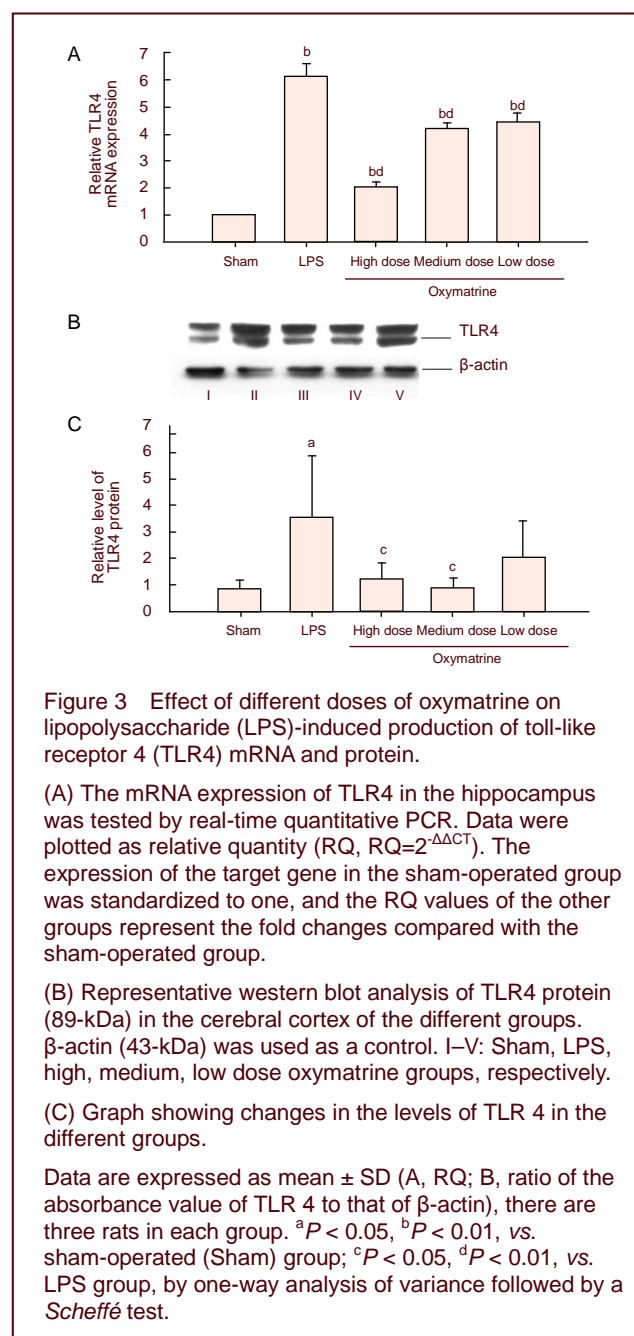 A
7
6
5
4
3
2
1
0
Relative TLR4
mRNA expression
b
bd
bd
bd
Sham LPS High dose Medium dose Low dose
Oxymatrine
B
TLR4
β-actin
I II III IV V
C
7
6
5
4
3
2
1
0
Relative level of
TLR4 protein
a
c
c
Sham LPS High dose Medium dose Low dose
Oxymatrine
Figure 3 Effect of different doses of oxymatrine on
lipopolysaccharide (LPS)-induced production of toll-like
receptor 4 (TLR4) mRNA and protein.
(A) The mRNA expression of TLR4 in the hippocampus
was tested by real-time quantitative PCR. Data were
plotted as relative quantity (RQ, RQ=2^-ΔΔCT). The
expression of the target gene in the sham-operated group
was standardized to one, and the RQ values of the other
groups represent the fold changes compared with the
sham-operated group.
(B) Representative western blot analysis of TLR4 protein
(89-kDa) in the cerebral cortex of the different groups.
β-actin (43-kDa) was used as a control. I–V: Sham, LPS,
high, medium, low dose oxymatrine groups, respectively.
(C) Graph showing changes in the levels of TLR 4 in the
different groups.
Data are expressed as mean ± SD (A, RQ; B, ratio of the
absorbance value of TLR 4 to that of β-actin), there are
three rats in each group. ^aP < 0.05, ^bP < 0.01, vs.
sham-operated (Sham) group; ^cP < 0.05, ^dP < 0.01, vs.
LPS group, by one-way analysis of variance followed by a
Scheffé test.